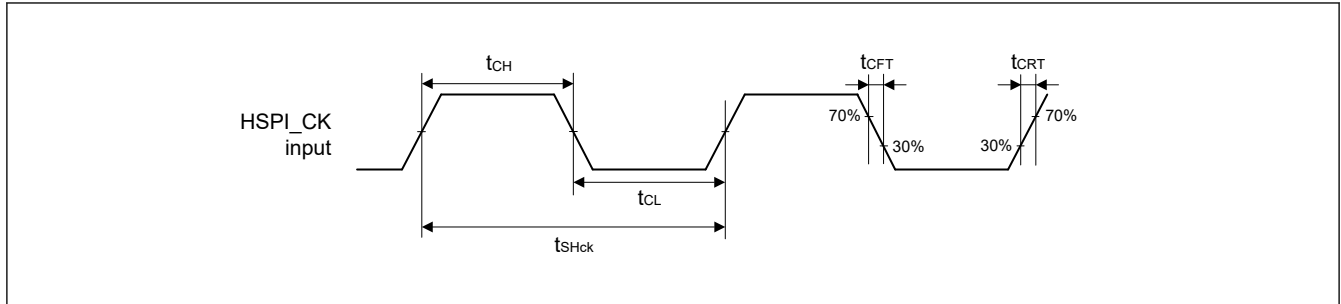 tCH
tCFT
tCRT
HSPI_CK
input
70%
30%
30%
70%
tCL
tSHck